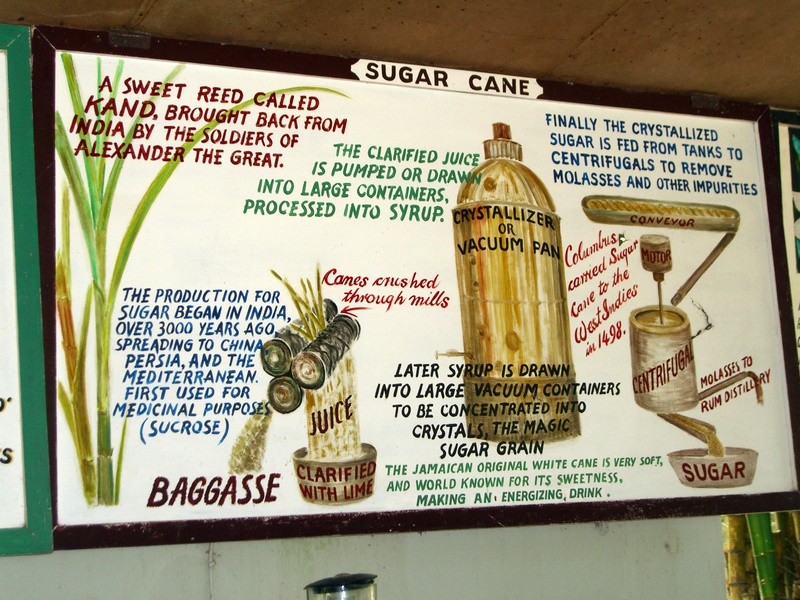 SUGAR CANE
A SWEET REED CALLED
KAND, BROUGHT BACK FROM
INDIA BY THE SOLDIERS OF
ALEXANDER THE GREAT.
THE CLARIFIED JUICE
IS PUMPED OR DRAWN
INTO LARGE CONTAINERS,
PROCESSED INTO SYRUP.
CRYSTALLIZER
OR
VACUUM PAN
FINALLY THE CRYSTALLIZED
SUGAR IS FED FROM TANKS TO
CENTRIFUGALS TO REMOVE
MOLASSES AND OTHER IMPURITIES
CONVEYOR
MOTOR
Columbus
carried Sugar
Cane to the
West Indies
in 1498.
CENTRIFUGAL
MOLASSES TO
RUM DISTILLERY
SUGAR
THE PRODUCTION FOR
SUGAR BEGAN IN INDIA,
OVER 3000 YEARS AGO,
SPREADING TO CHINA
PERSIA, AND THE
MEDITERRANEAN.
FIRST USED FOR
MEDICINAL PURPOSES
(SUCROSE)
Canes crushed
through mills
JUICE
BAGGASSE
CLARIFIED
WITH LIME
LATER SYRUP IS DRAWN
INTO LARGE VACUUM CONTAINERS
TO BE CONCENTRATED INTO
CRYSTALS, THE MAGIC
SUGAR GRAIN
THE JAMAICAN ORIGINAL WHITE CANE IS VERY SOFT,
AND WORLD KNOWN FOR ITS SWEETNESS,
MAKING AN ENERGIZING, DRINK.